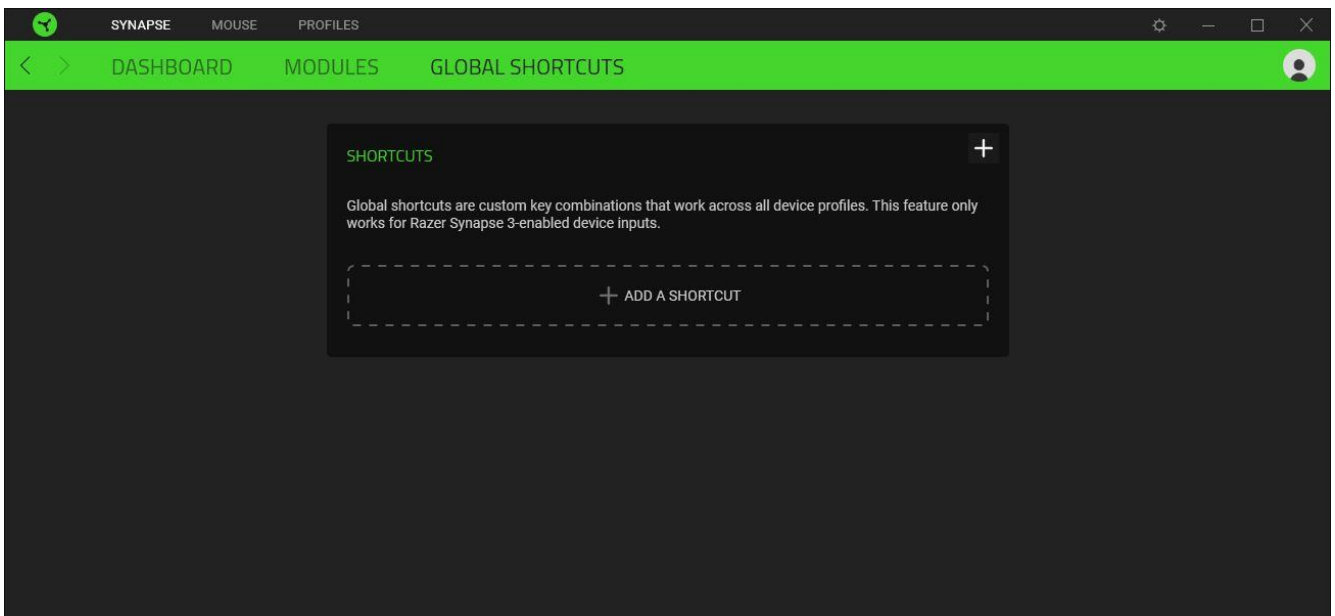 SYNAPSE MOUSE PROFILES
DASHBOARD MODULES GLOBAL SHORTCUTS
SHORTCUTS
Global shortcuts are custom key combinations that work across all device profiles. This feature only
works for Razer Synapse 3-enabled device inputs.
ADD A SHORTCUT